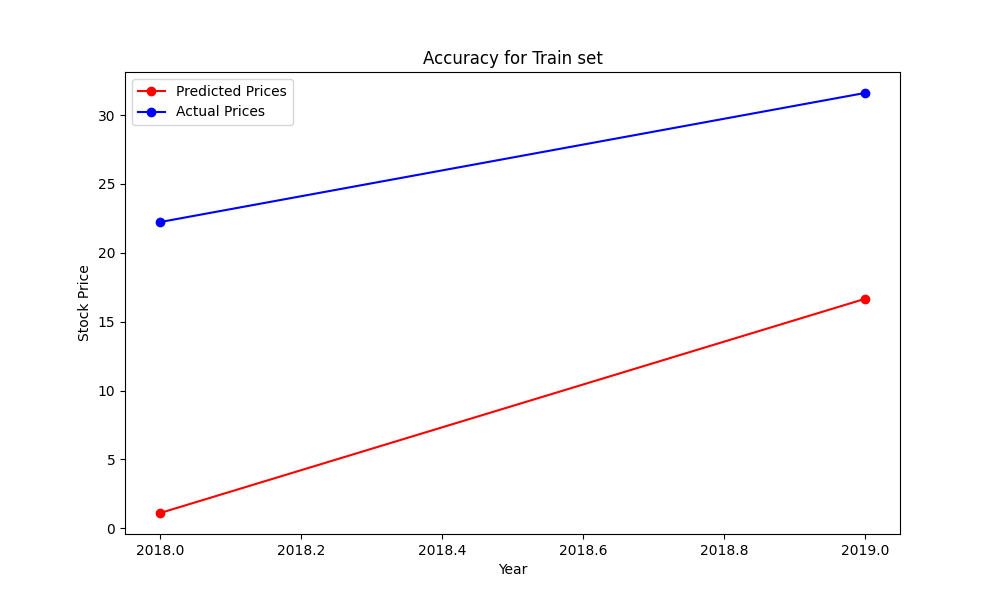 Accuracy for Train set
Predicted Prices
Actual Prices
Stock Price
30
25
20
15
10
5
0
2018.0 2018.2 2018.4 2018.6 2018.8 2019.0
Year